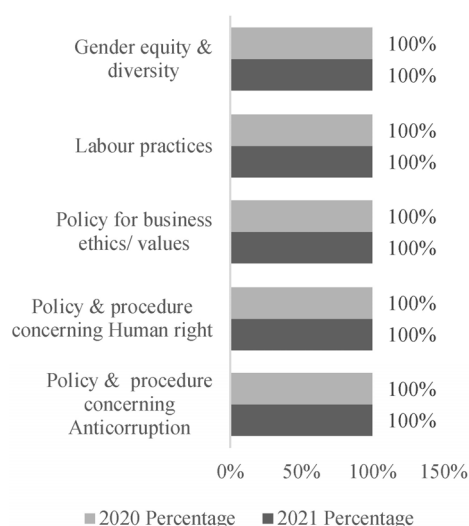 Gender equity &
diversity
100%
100%
Labour practices
100%
100%
Policy for business
ethics/ values
100%
100%
Policy & procedure
concerning Human right
100%
100%
Policy & procedure
concerning
Anticorruption
100%
100%
0% 50% 100% 150%
2020 Percentage 2021 Percentage